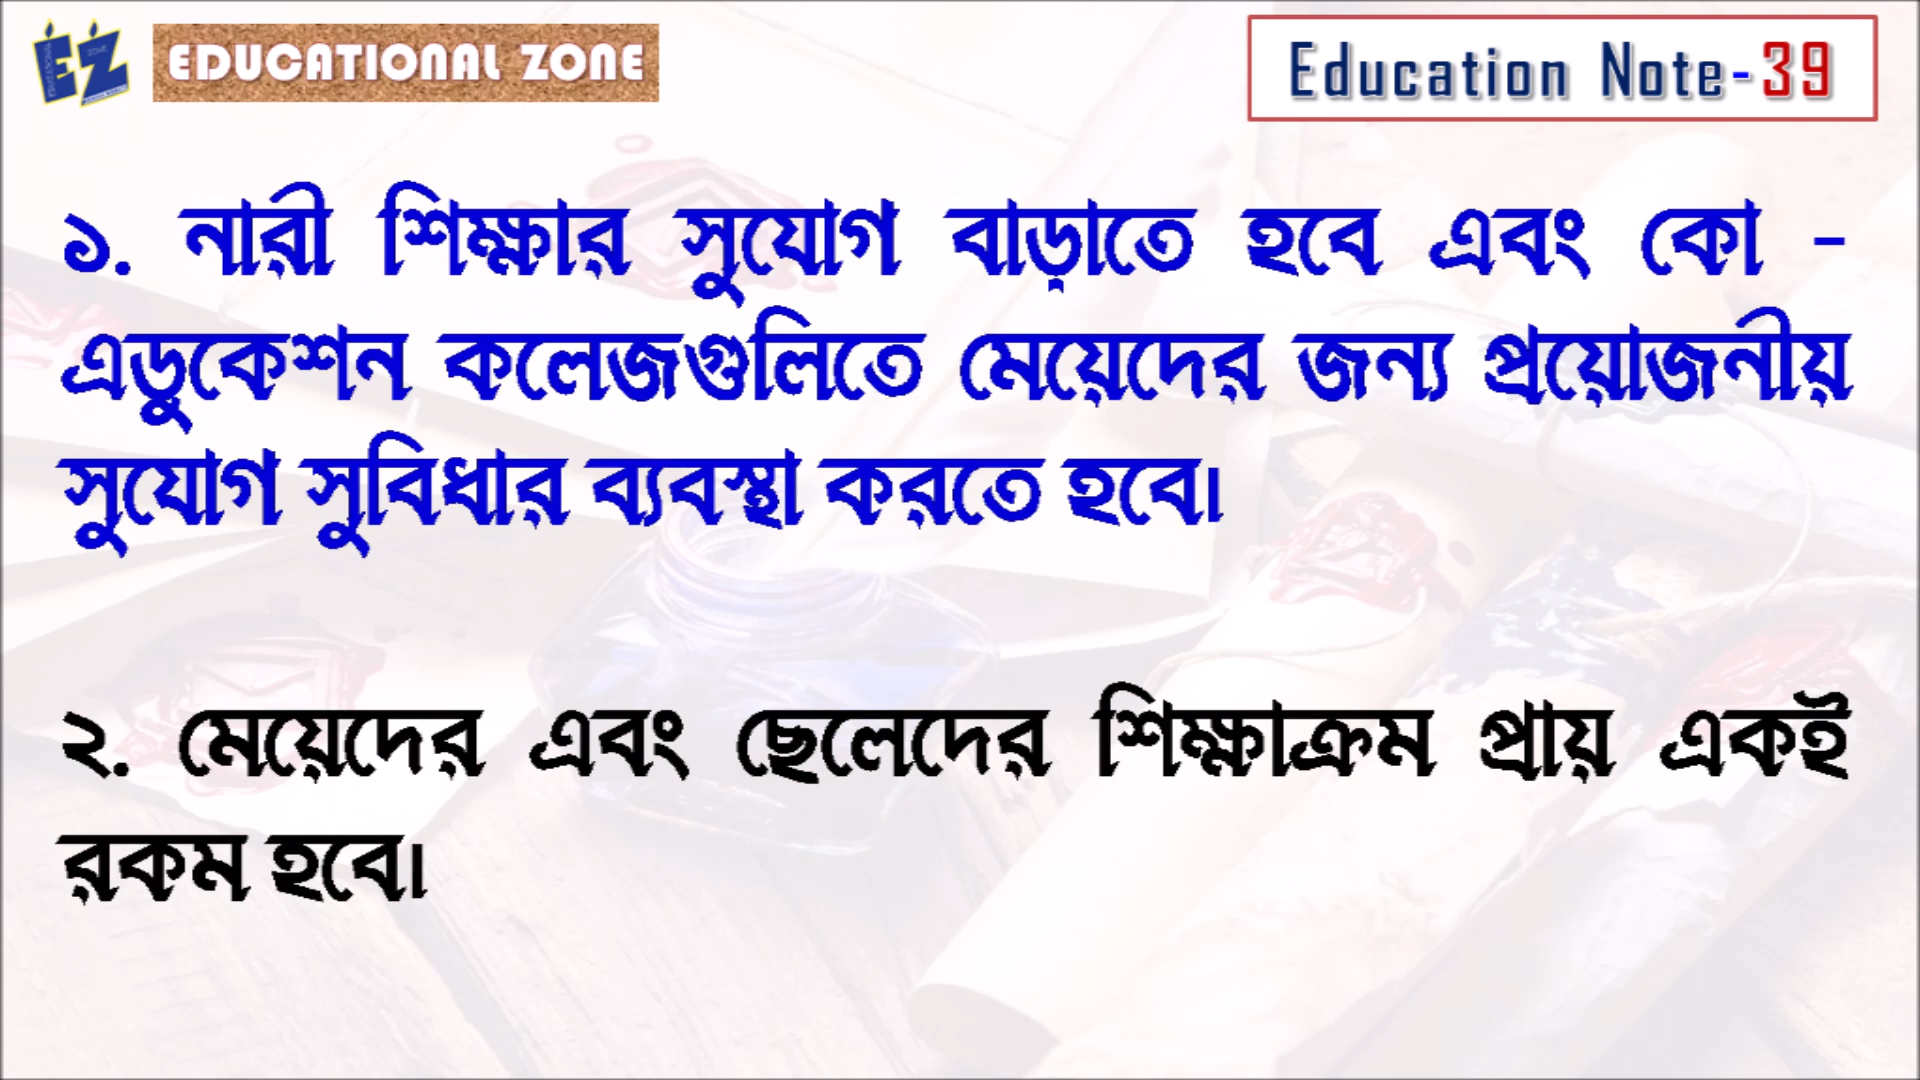 EZ
EDUCATIONAL ZONE
Education Note-39
১. নারী শিক্ষার সুযোগ বাড়াতে হবে এবং কো -
এডুকেশন কলেজগুলিতে মেয়েদের জন্য প্রয়োজনীয়
সুযোগ সুবিধার ব্যবস্থা করতে হবে৷
২. মেয়েদের এবং ছেলেদের শিক্ষাক্রম প্রায় একই
রকম হবে৷